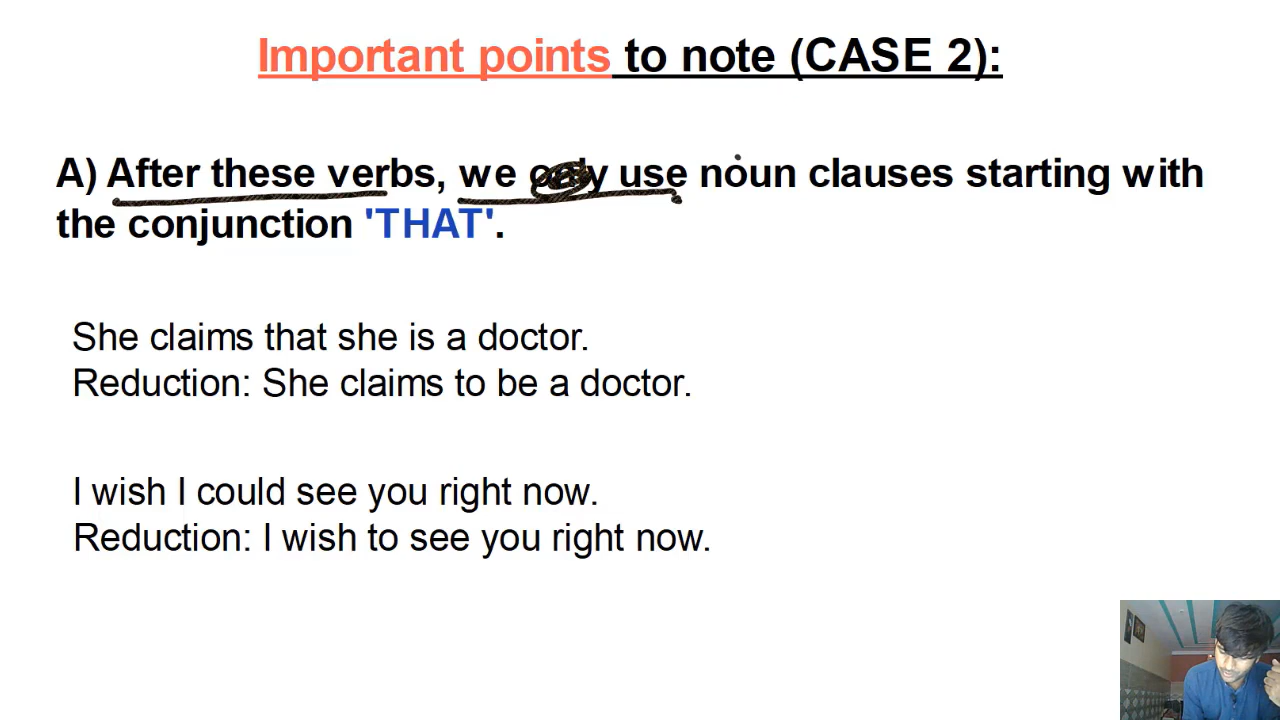 Important points to note (CASE 2):
A) After these verbs, we only use noun clauses starting with
the conjunction 'THAT'.
She claims that she is a doctor.
Reduction: She claims to be a doctor.
I wish I could see you right now.
Reduction: I wish to see you right now.